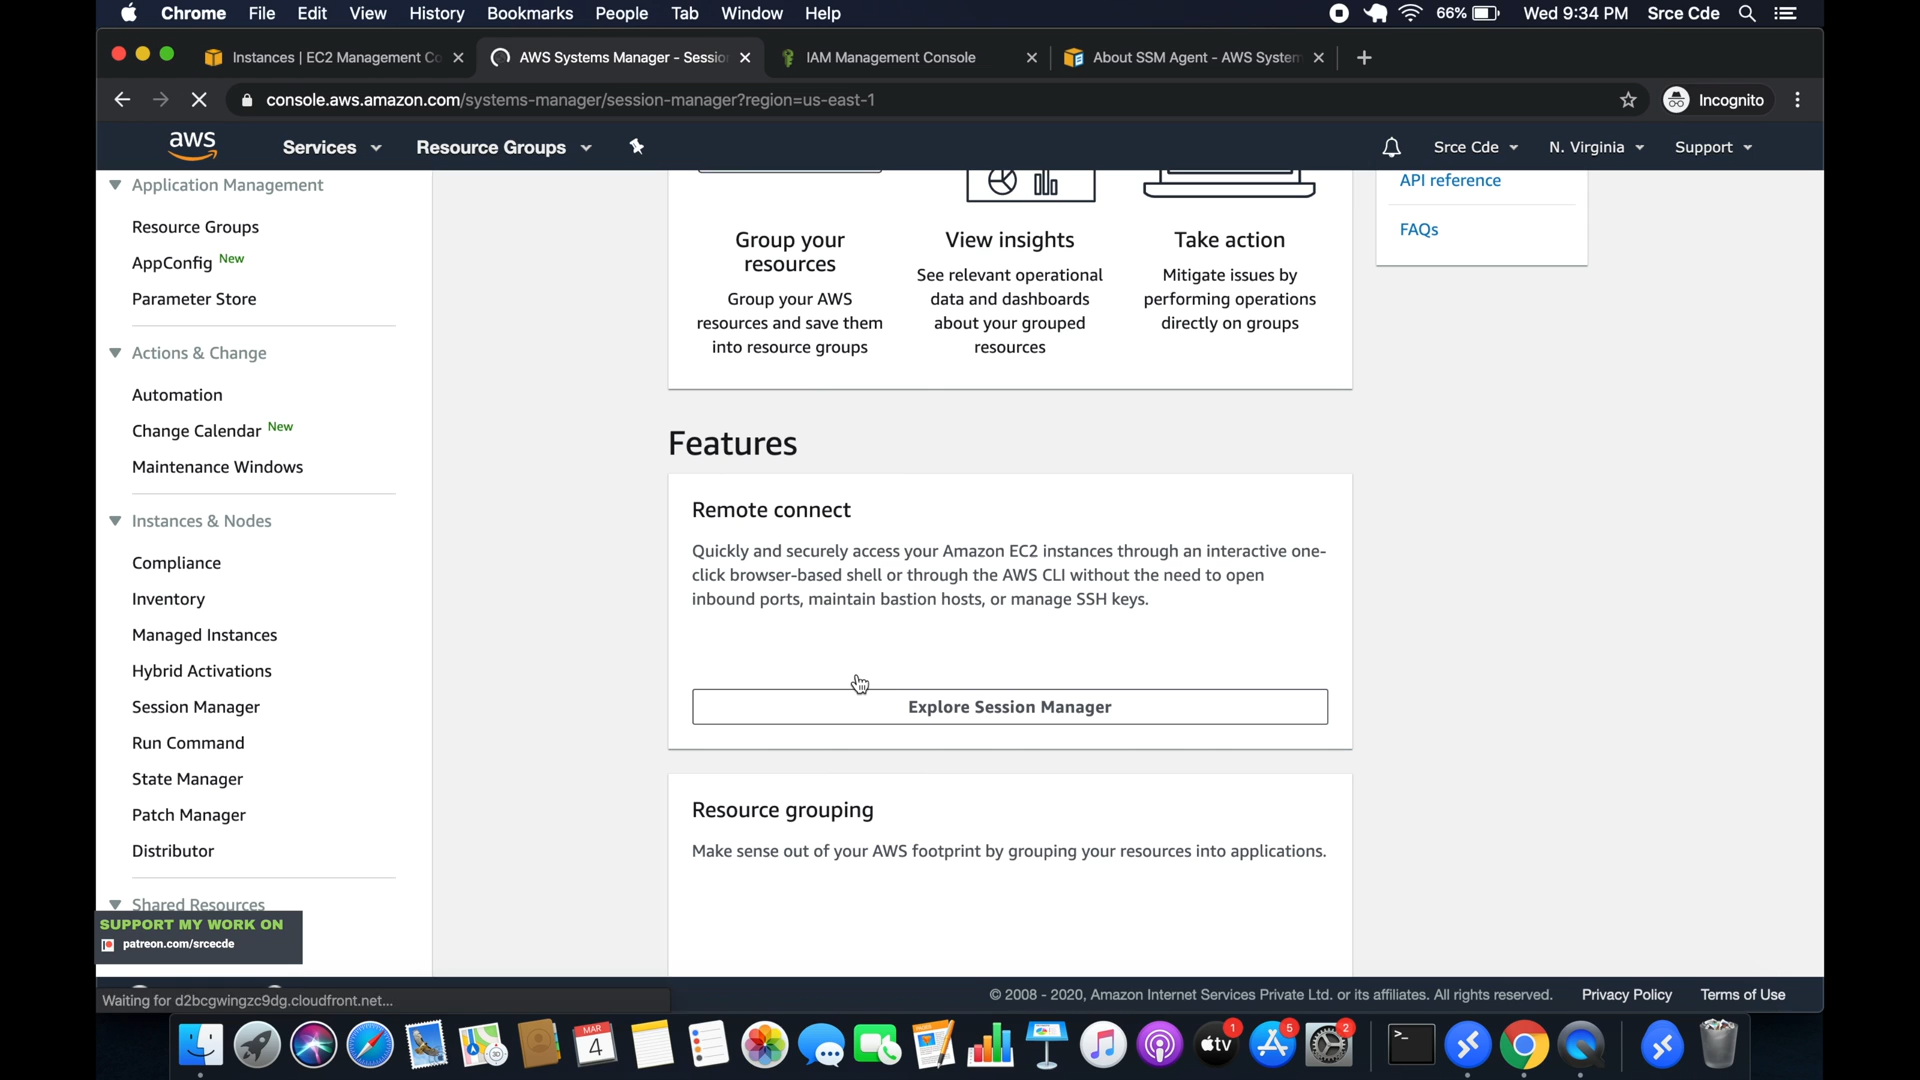 Chrome File Edit View History Bookmarks People Tab Window Help
66% Wed 9:34 PM Srce Cde
Instances | EC2 Management Co
AWS Systems Manager - Session
IAM Management Console
About SSM Agent - AWS System
console.aws.amazon.com/systems-manager/session-manager?region=us-east-1
Incognito
aws
Services
Resource Groups
Srce Cde
N. Virginia
Support
Application Management
Resource Groups
AppConfig New
Parameter Store
Actions & Change
Automation
Change Calendar New
Maintenance Windows
Instances & Nodes
Compliance
Inventory
Managed Instances
Hybrid Activations
Session Manager
Run Command
State Manager
Patch Manager
Distributor
Shared Resources
SUPPORT MY WORK ON
patreon.com/srcecde
Group your
resources
Group your AWS
resources and save them
into resource groups
View insights
See relevant operational
data and dashboards
about your grouped
resources
Take action
Mitigate issues by
performing operations
directly on groups
API reference
FAQs
Features
Remote connect
Quickly and securely access your Amazon EC2 instances through an interactive one-
click browser-based shell or through the AWS CLI without the need to open
inbound ports, maintain bastion hosts, or manage SSH keys.
Explore Session Manager
Resource grouping
Make sense out of your AWS footprint by grouping your resources into applications.
Waiting for d2bcgwingzc9dg.cloudfront.net...
© 2008 - 2020, Amazon Internet Services Private Ltd. or its affiliates. All rights reserved.
Privacy Policy
Terms of Use
MAR
4
tv
1
5
2